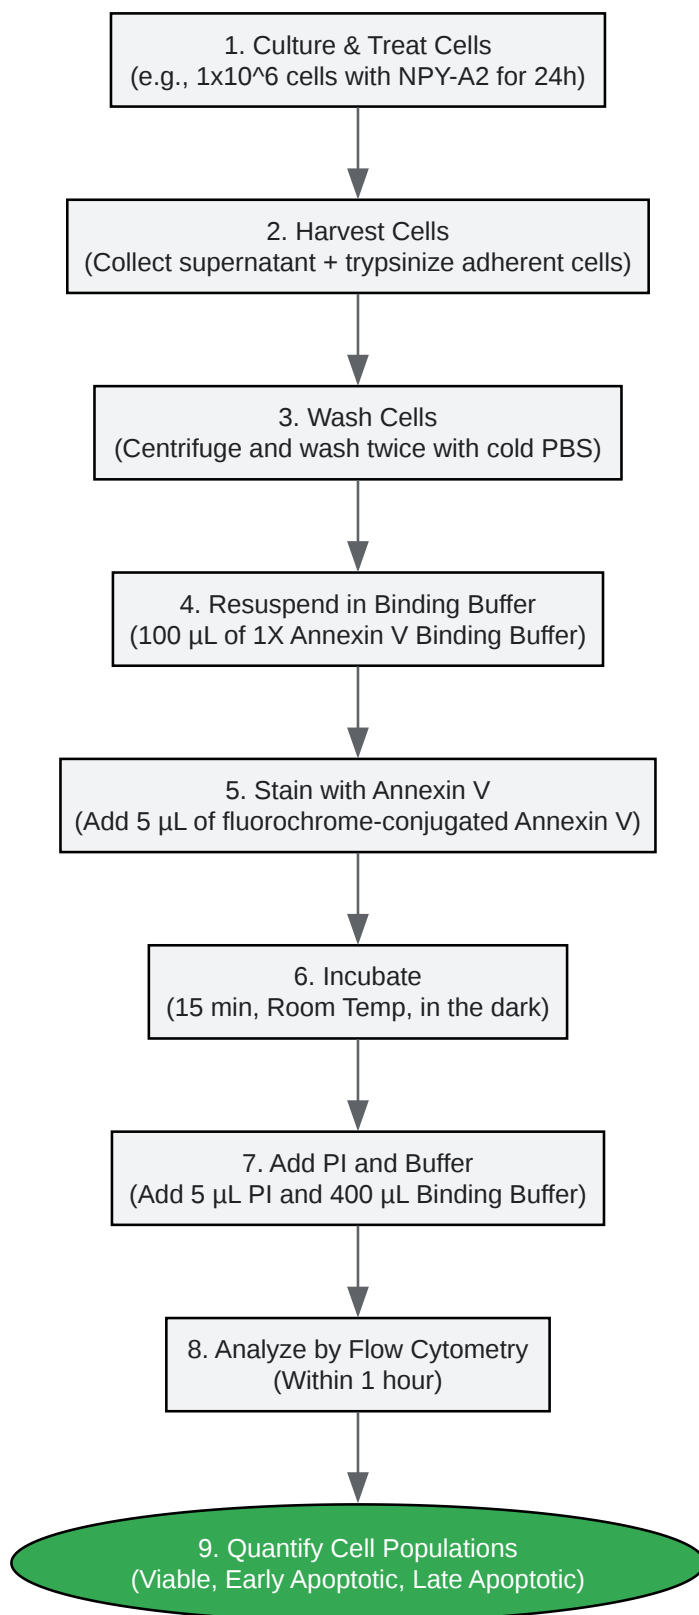 1. Culture & Treat Cells
(e.g., 1x10^6 cells with NPY-A2 for 24h)
2. Harvest Cells
(Collect supernatant + trypsinize adherent cells)
3. Wash Cells
(Centrifuge and wash twice with cold PBS)
4. Resuspend in Binding Buffer
(100 µL of 1X Annexin V Binding Buffer)
5. Stain with Annexin V
(Add 5 µL of fluorochrome-conjugated Annexin V)
6. Incubate
(15 min, Room Temp, in the dark)
7. Add PI and Buffer
(Add 5 µL PI and 400 µL Binding Buffer)
8. Analyze by Flow Cytometry
(Within 1 hour)
9. Quantify Cell Populations
(Viable, Early Apoptotic, Late Apoptotic)